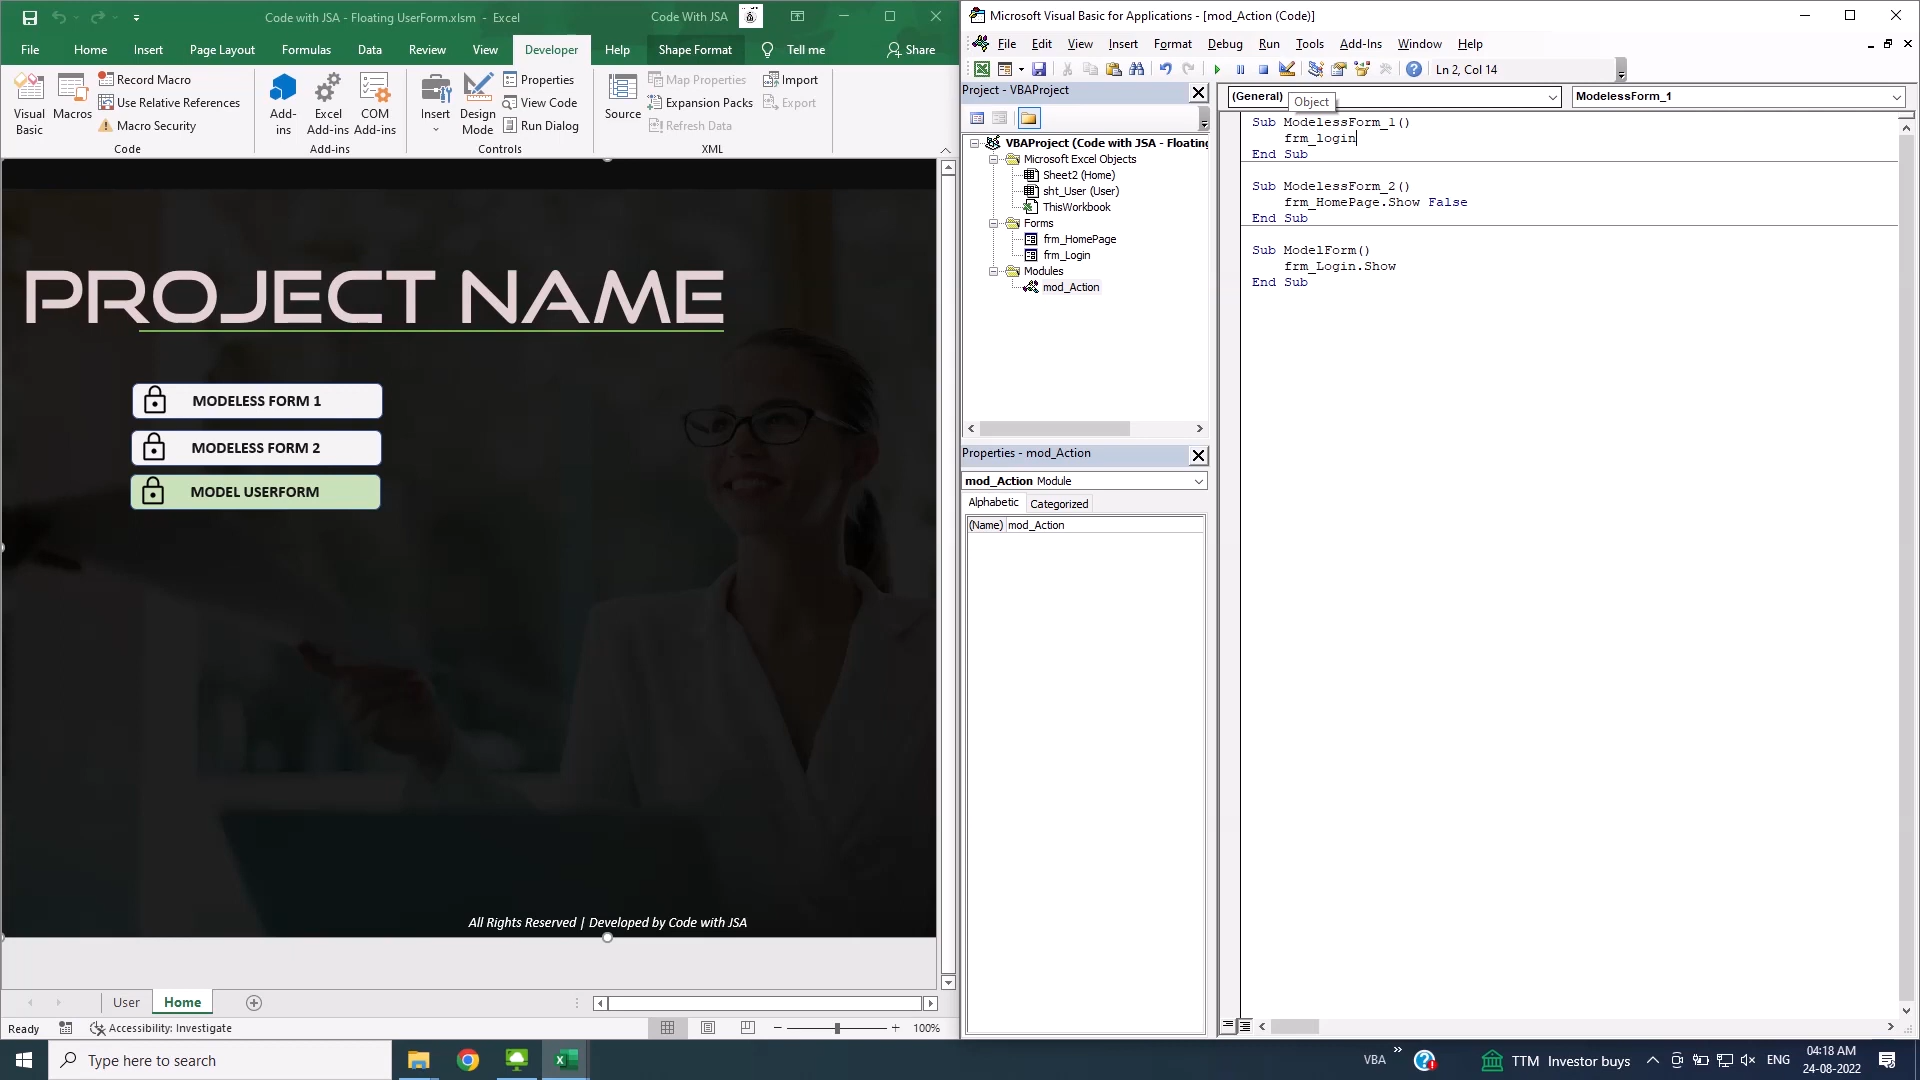 Code with JSA - Floating UserForm.xlsm - Excel
Code With JSA
File Home Insert Page Layout Formulas Data Review View Developer Help Shape Format Tell me Share
Visual Basic
Macros
Record Macro
Use Relative References
Macro Security
Code
Add-ins
Excel Add-ins
COM Add-ins
Add-ins
Insert
Design Mode
Properties
View Code
Run Dialog
Controls
Source
Map Properties
Expansion Packs
Refresh Data
Import
Export
XML
PROJECT NAME
MODELESS FORM 1
MODELESS FORM 2
MODEL USERFORM
All Rights Reserved | Developed by Code with JSA
User Home
Ready
Accessibility: Investigate
100%
Microsoft Visual Basic for Applications - [mod_Action (Code)]
File Edit View Insert Format Debug Run Tools Add-Ins Window Help
Ln 2, Col 14
Project - VBAProject
VBAProject (Code with JSA - Floating
Microsoft Excel Objects
Sheet2 (Home)
sht_User (User)
ThisWorkbook
Forms
frm_HomePage
frm_Login
Modules
mod_Action
Properties - mod_Action
mod_Action Module
Alphabetic Categorized
(Name) mod_Action
(General)
Object
ModelessForm_1
Sub ModelessForm_1()
frm_login
End Sub
Sub ModelessForm_2()
frm_HomePage.Show False
End Sub
Sub ModelForm()
frm_Login.Show
End Sub
Type here to search
VBA
TTM Investor buys
ENG
04:18 AM
24-08-2022